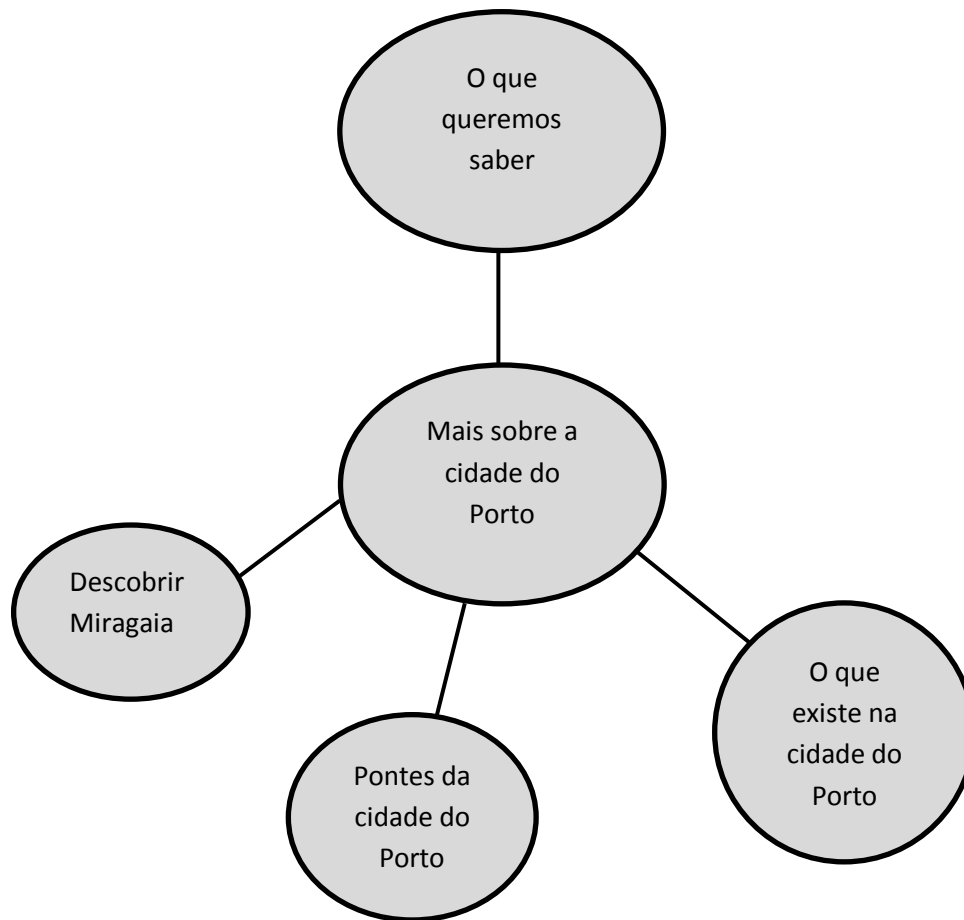 O que
queremos
saber
Mais sobre a
cidade do
Porto
Descobrir
Miragaia
Pontes da
cidade do
Porto
O que
existe na
cidade do
Porto